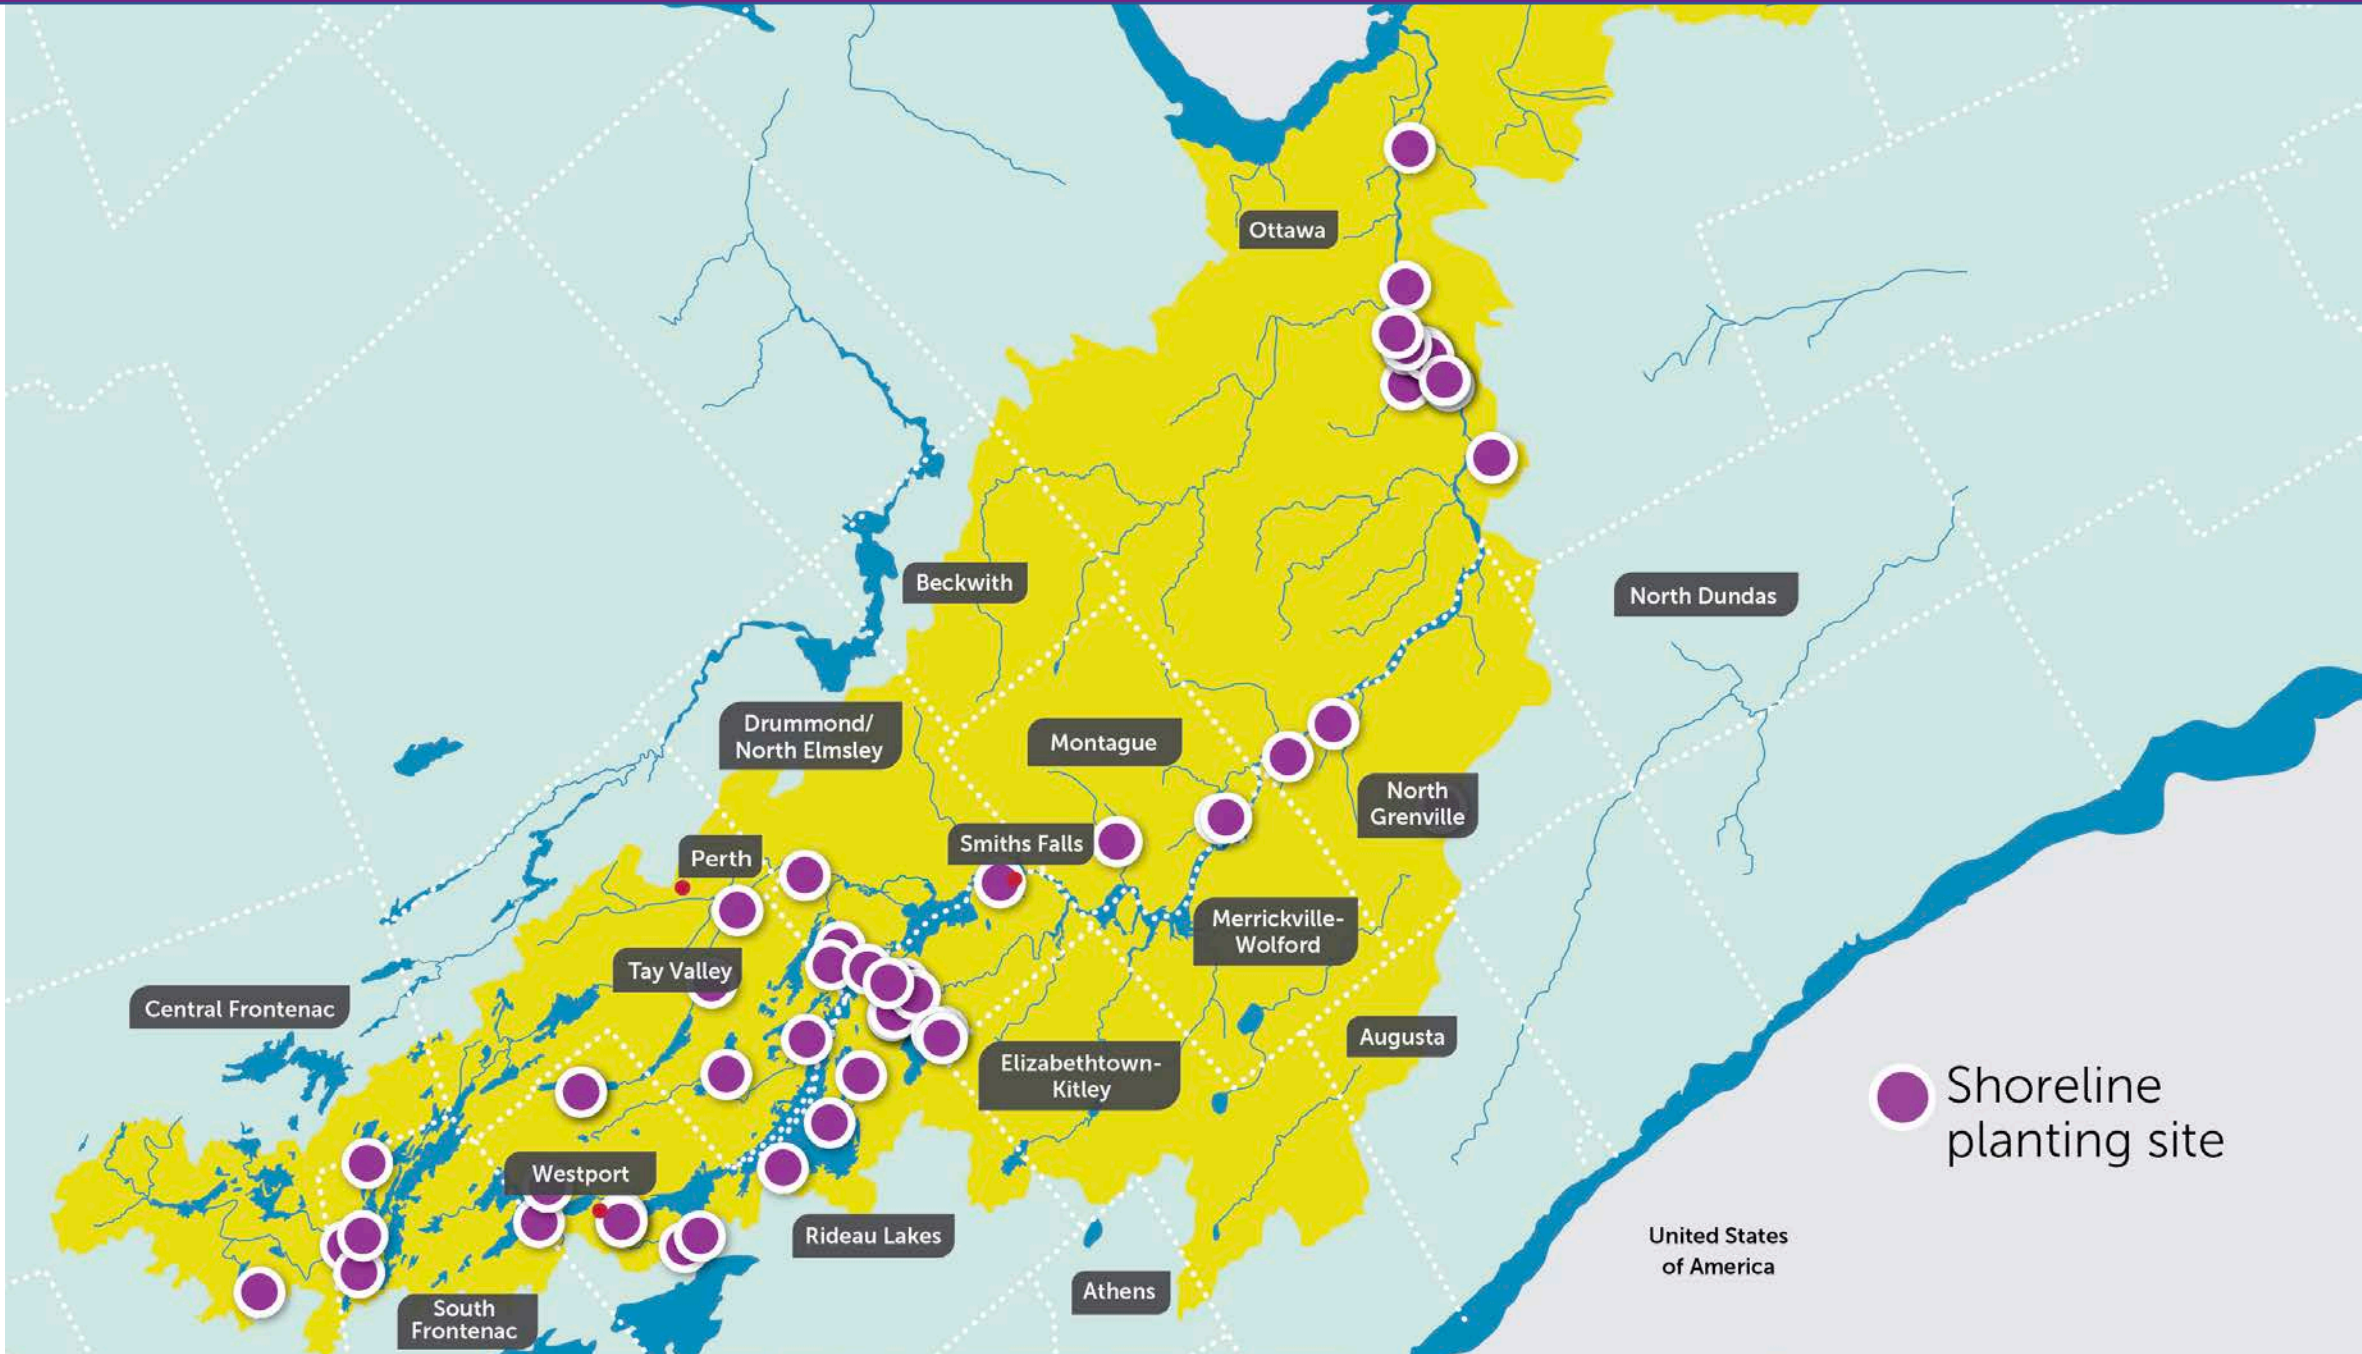 Ottawa
Beckwith
North Dundas
Drummond/
North Elmsley
Montague
North
Grenville
Smiths Falls
Perth
Merrickville-
Wolford
Tay Valley
Central Frontenac
Augusta
Elizabethtown-
Kitley
Shoreline
planting site
Westport
Rideau Lakes
United States
of America
Athens
South
Frontenac